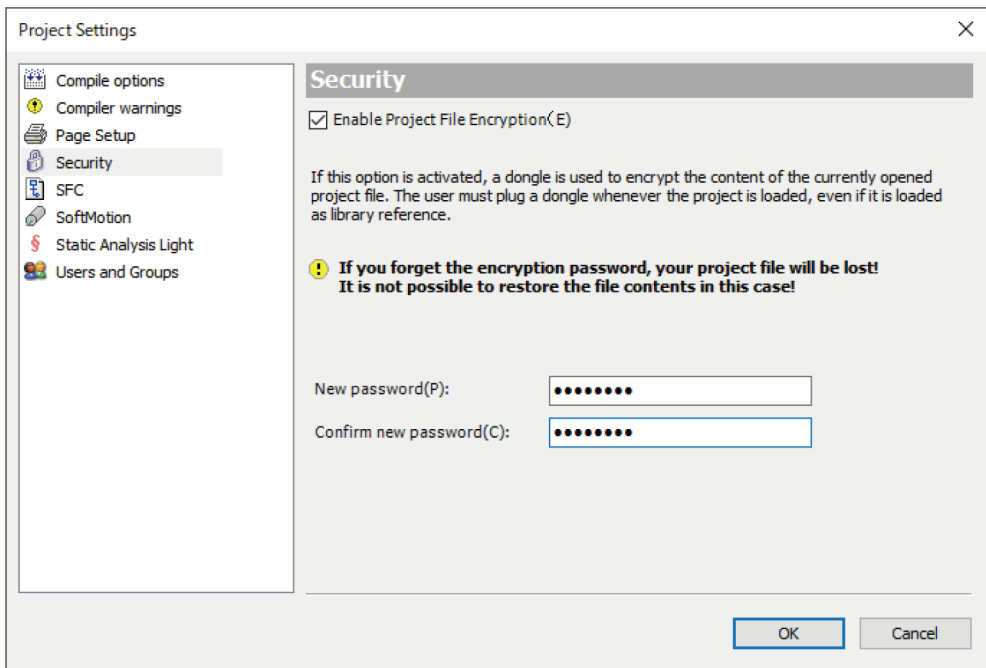 Project Settings
Compile options
Compiler warnings
Page Setup
Security
SFC
SoftMotion
Static Analysis Light
Users and Groups
Security
Enable Project File Encryption(E)
If this option is activated, a dongle is used to encrypt the content of the currently opened
project file. The user must plug a dongle whenever the project is loaded, even if it is loaded
as library reference.
If you forget the encryption password, your project file will be lost!
It is not possible to restore the file contents in this case!
New password(P):
••••••••
Confirm new password(C):
••••••••
OK
Cancel